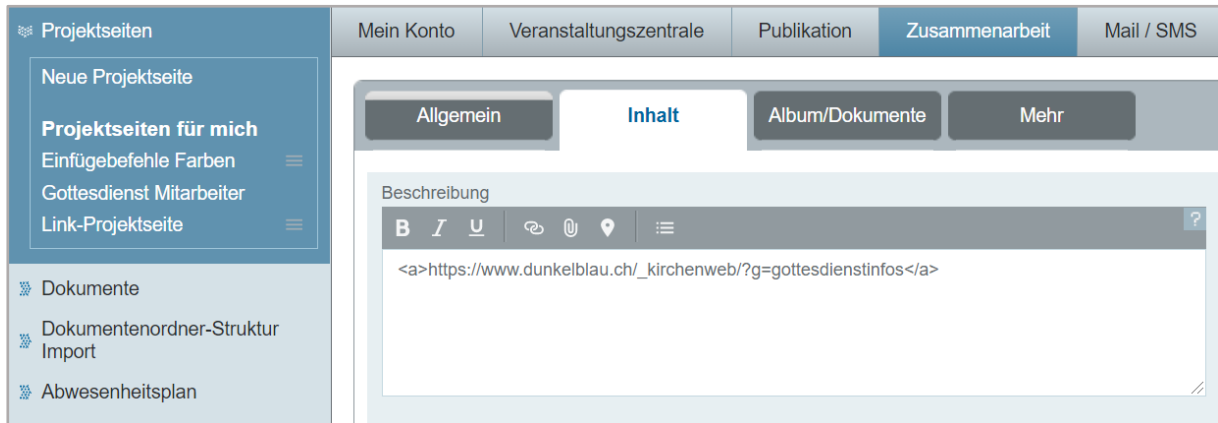 Projektseiten
Neue Projektseite
Projektseiten für mich
Einfügebefehle Farben
Gottesdienst Mitarbeiter
Link-Projektseite
Dokumente
Dokumentenordner-Struktur
Import
Abwesenheitsplan
Mein Konto Veranstaltungszentrale Publikation Zusammenarbeit Mail / SMS
Allgemein Inhalt Album/Dokumente Mehr
Beschreibung
B I U ?
<a>https://www.dunkelblau.ch/_kirchenweb/?g=gottesdienstinfos</a>